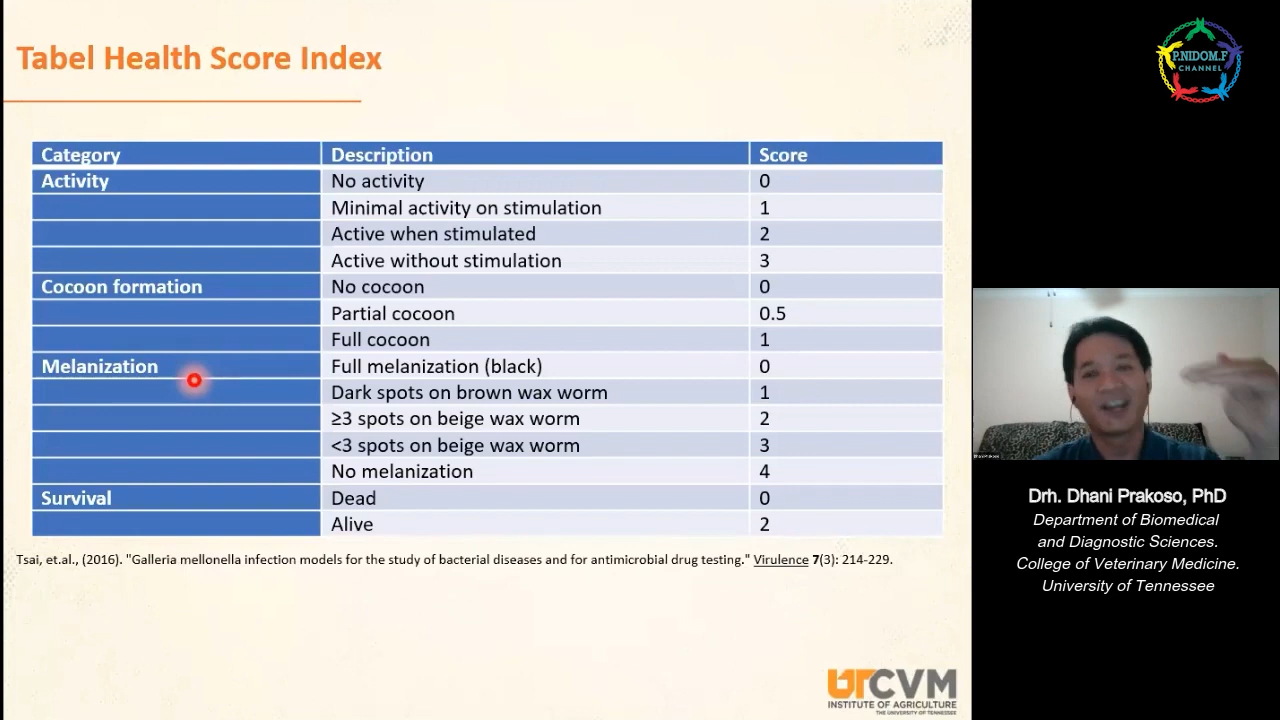 Tabel Health Score Index
Category Description Score
Activity No activity 0
Minimal activity on stimulation 1
Active when stimulated 2
Active without stimulation 3
Cocoon formation No cocoon 0
Partial cocoon 0.5
Full cocoon 1
Melanization Full melanization (black) 0
Dark spots on brown wax worm 1
≥3 spots on beige wax worm 2
<3 spots on beige wax worm 3
No melanization 4
Survival Dead 0
Alive 2
Tsai, et.al., (2016). "Galleria mellonella infection models for the study of bacterial diseases and for antimicrobial drug testing." Virulence 7(3): 214-229.
UTCVM
INSTITUTE OF AGRICULTURE
THE UNIVERSITY OF TENNESSEE
P.NIDOM.F
CHANNEL
Drh. Dhani Prakoso, PhD
Department of Biomedical
and Diagnostic Sciences.
College of Veterinary Medicine.
University of Tennessee